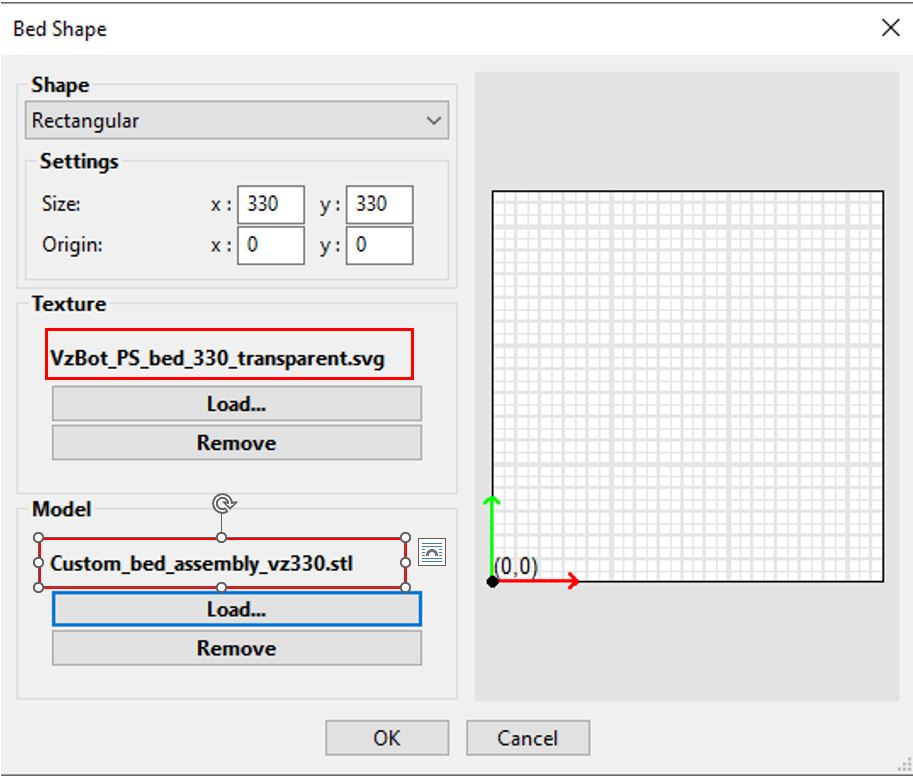 Bed Shape
Shape
Rectangular
Settings
Size: x : 330 y : 330
Origin: x : 0 y : 0
Texture
VzBot_PS_bed_330_transparent.svg
Load...
Remove
Model
Custom_bed_assembly_vz330.stl
Load...
Remove
(0,0)
OK Cancel